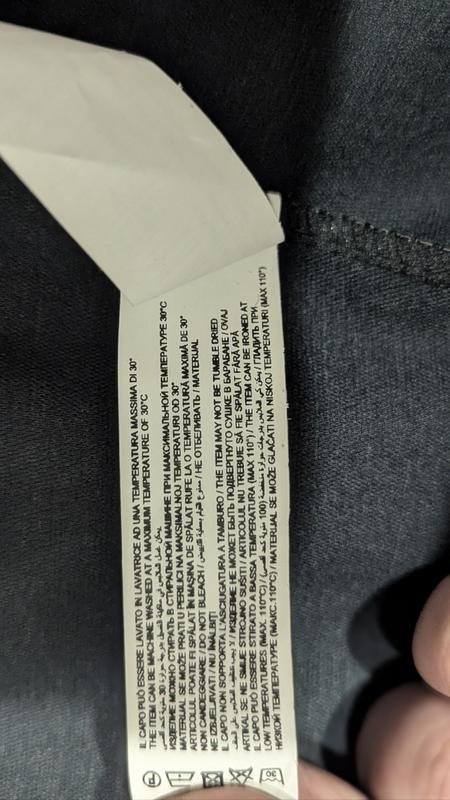 IL CAPO PUÒ ESSERE LAVATO IN LAVATRICE AD UNA TEMPERATURA MASSIMA DI 30°
THE ITEM CAN BE MACHINE WASHED AT A MAXIMUM TEMPERATURE OF 30°C
ИЗДЕЛИЕ МОЖНО СТИРАТЬ В СТИРАЛЬНОЙ МАШИНЕ ПРИ МАКСИМАЛЬНОЙ ТЕМПЕРАТУРЕ 30°C
MATERIJAL SE MOŽE PRATI U PERILICI NA MAKSIMALNOJ TEMPERATURI OD 30°
ARTICOLUL POATE FI SPĂLAT ÎN MAȘINA DE SPĂLAT RUFE LA O TEMPERATURĂ MAXIMĂ DE 30°
NON CANDEGGIARE / DO NOT BLEACH / НЕ ОТБЕЛИВАТЬ / MATERIJAL
NE IZBJELJIVATI / NU ÎNĂLBIȚI
IL CAPO NON SOPPORTA L'ASCIUGATURA A TAMBURO / THE ITEM MAY NOT BE TUMBLE DRIED
/ ИЗДЕЛИЕ НЕ МОЖЕТ БЫТЬ ПОДВЕРГНУТО СУШКЕ В БАРАБАНЕ / OVAJ
ARTIKAL SE NE SMIJE STROJNO SUŠITI / ARTICOLUL NU TREBUIE SĂ FIE SPĂLAT FĂRĂ APĂ
IL CAPO PUÒ ESSERE STIRATO A BASSA TEMPERATURA (MAX 110°) / THE ITEM CAN BE IRONED AT
LOW TEMPERATURES (MAX. 110°C) / / ГЛАДИТЬ ПРИ
НИЗКОЙ ТЕМПЕРАТУРЕ (МАКС.110°C) / MATERIJAL SE MOŽE GLAČATI NA NISKOJ TEMPERATURI (MAX 110°)